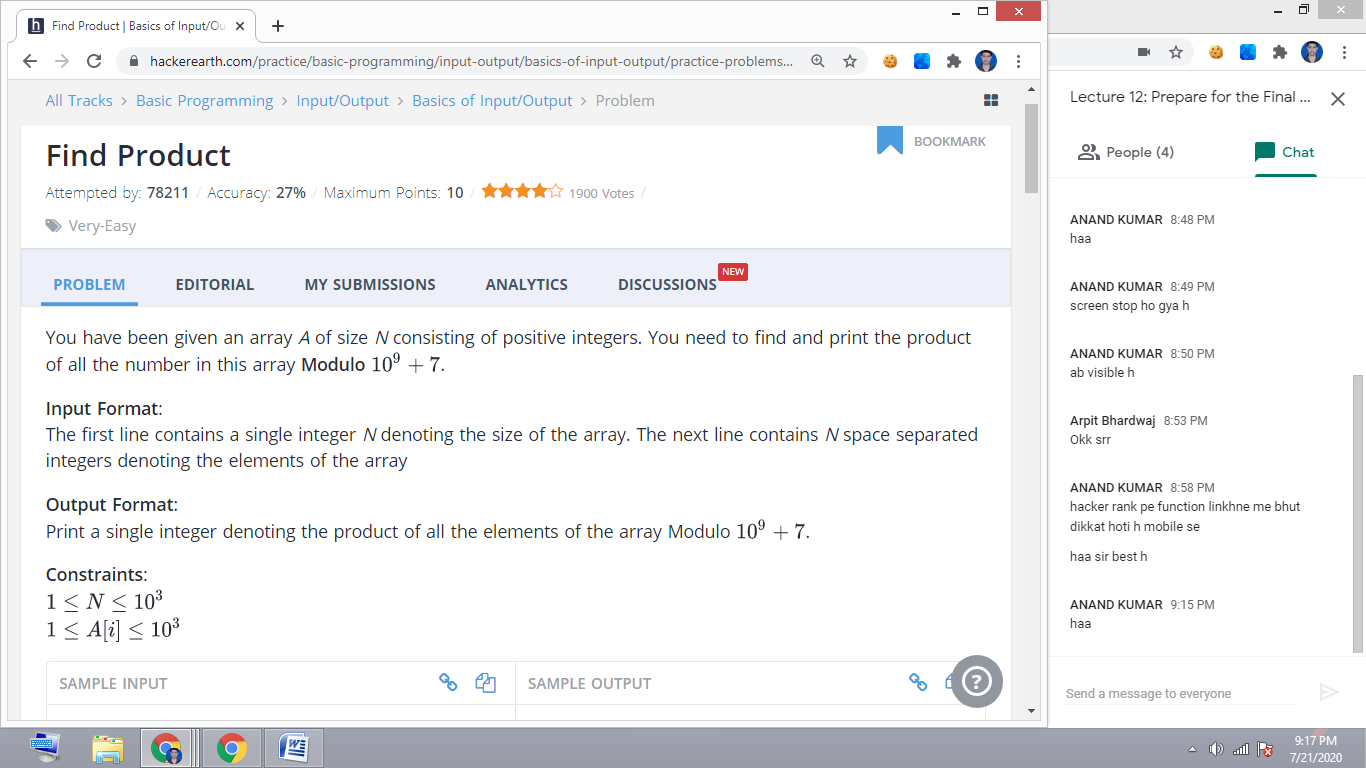 Find Product | Basics of Input/Ou
hackerearth.com/practice/basic-programming/input-output/basics-of-input-output/practice-problems...
All Tracks > Basic Programming > Input/Output > Basics of Input/Output > Problem
Find Product
BOOKMARK
Attempted by: 78211 / Accuracy: 27% / Maximum Points: 10 / 1900 Votes /
Very-Easy
PROBLEM EDITORIAL MY SUBMISSIONS ANALYTICS DISCUSSIONS NEW
You have been given an array A of size N consisting of positive integers. You need to find and print the product
of all the number in this array Modulo 10⁹ + 7.
Input Format:
The first line contains a single integer N denoting the size of the array. The next line contains N space separated
integers denoting the elements of the array
Output Format:
Print a single integer denoting the product of all the elements of the array Modulo 10⁹ + 7.
Constraints:
1 ≤ N ≤ 10³
1 ≤ A[i] ≤ 10³
SAMPLE INPUT
SAMPLE OUTPUT
Lecture 12: Prepare for the Final ...
People (4) Chat
ANAND KUMAR 8:48 PM
haa
ANAND KUMAR 8:49 PM
screen stop ho gya h
ANAND KUMAR 8:50 PM
ab visible h
Arpit Bhardwaj 8:53 PM
Okk srr
ANAND KUMAR 8:58 PM
hacker rank pe function linkhne me bhut
dikkat hoti h mobile se
haa sir best h
ANAND KUMAR 9:15 PM
haa
Send a message to everyone
9:17 PM
7/21/2020